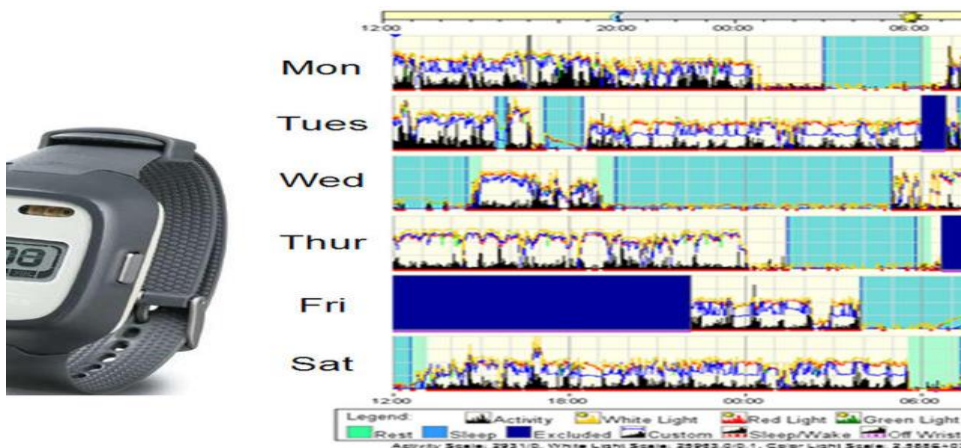 12:00 20:00 00:00 06:00
Mon
Tues
Wed
Thur
Fri
Sat
12:00 18:00 00:00 06:00
Legend: Activity White Light Red Light Green Light
Rest Sleep Excluded Custom Sleep/Wake Off Wrist